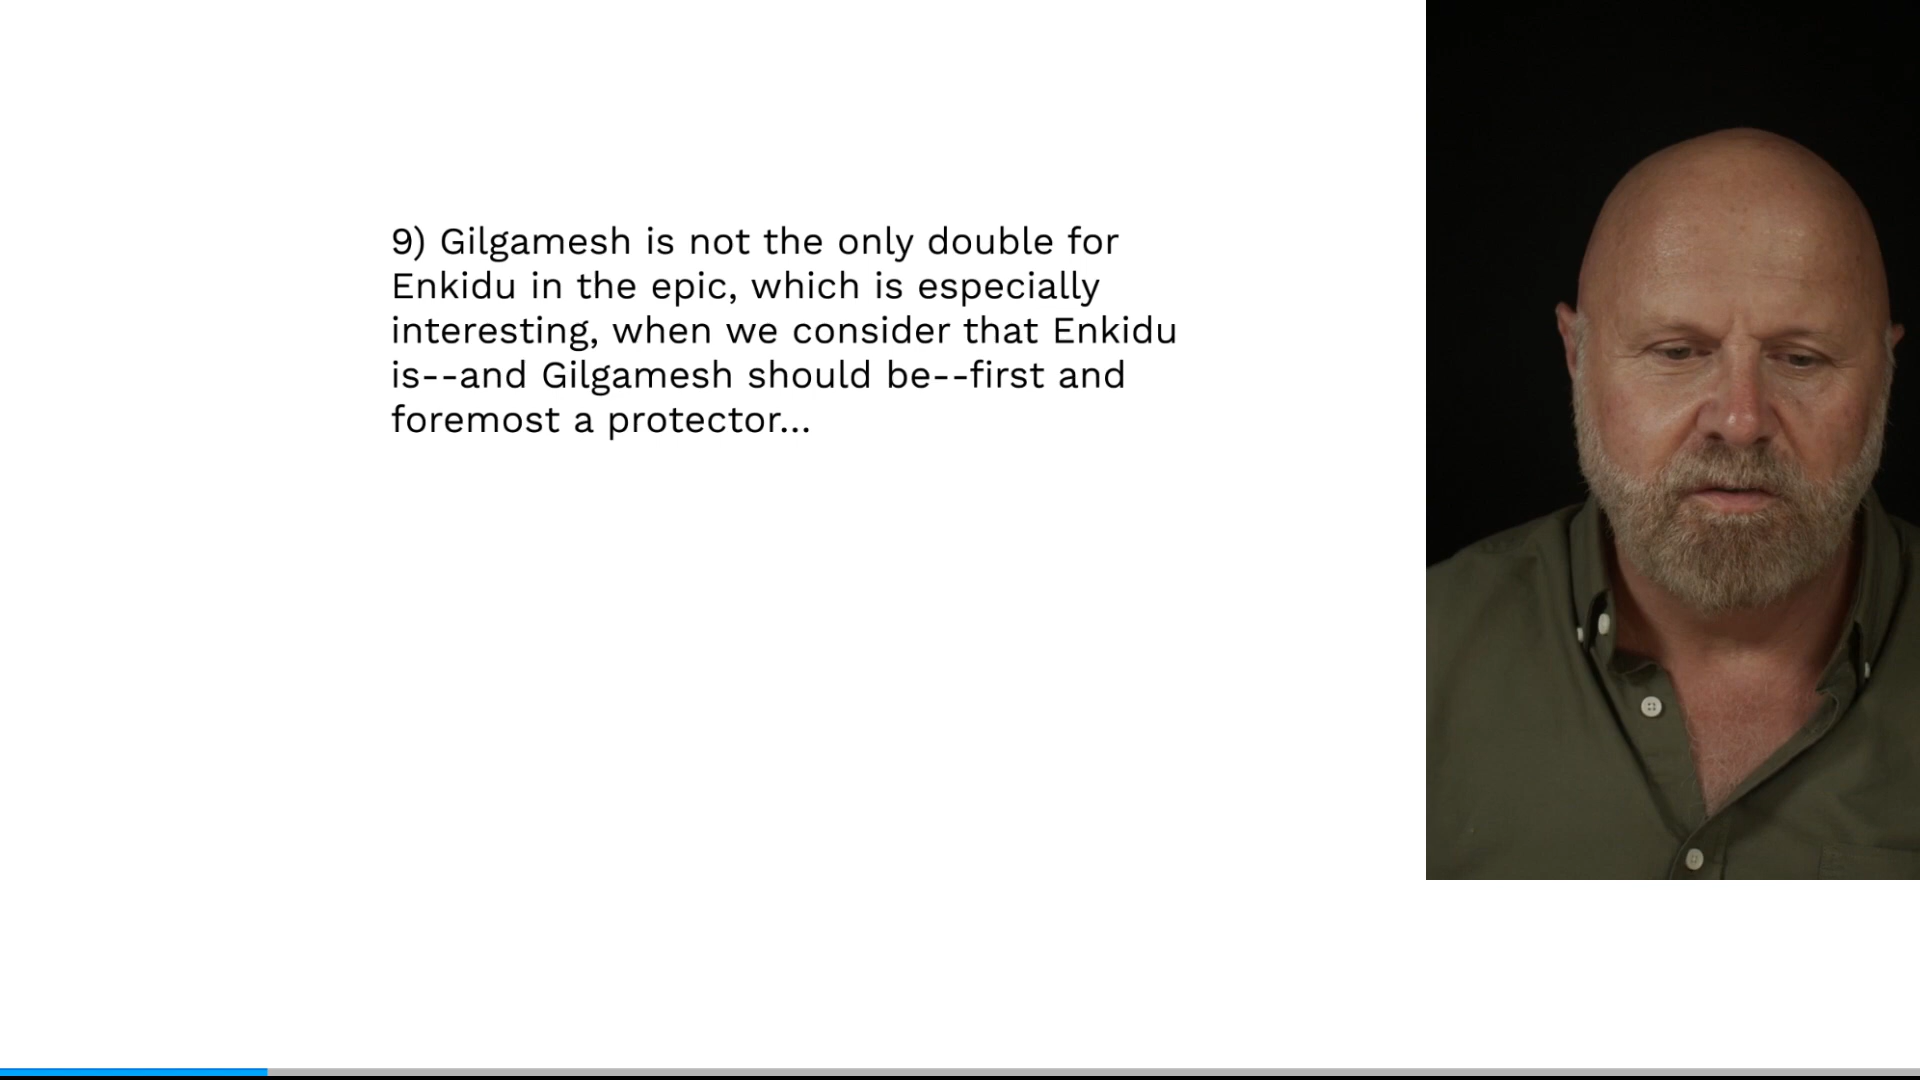 9) Gilgamesh is not the only double for
Enkidu in the epic, which is especially
interesting, when we consider that Enkidu
is--and Gilgamesh should be--first and
foremost a protector...